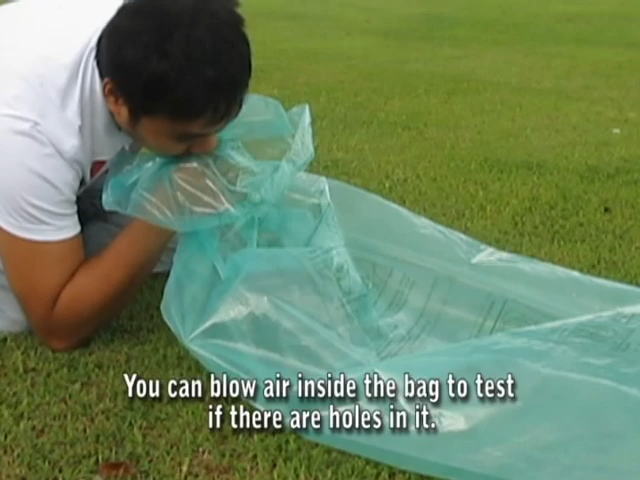 You can blow air inside the bag to test
if there are holes in it.